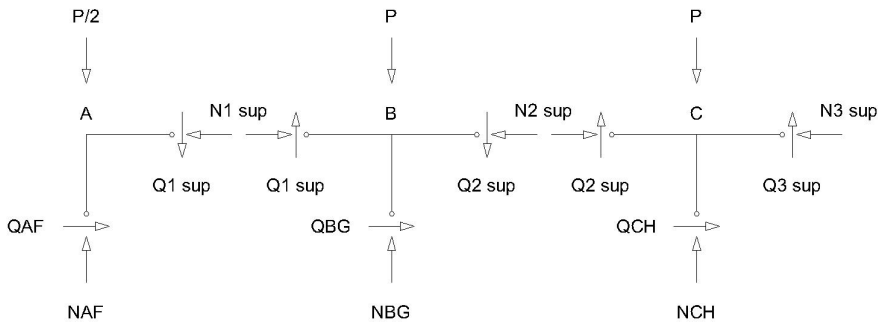 P/2 P P
A N1 sup B N2 sup C N3 sup
Q1 sup Q1 sup Q2 sup Q2 sup Q3 sup
QAF QBG QCH
NAF NBG NCH